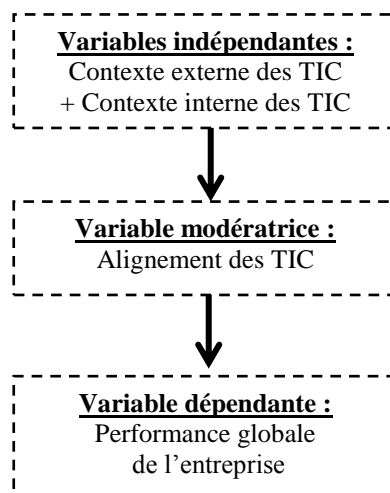 Variables indépendantes :
Contexte externe des TIC
+ Contexte interne des TIC
Variable modératrice :
Alignement des TIC
Variable dépendante :
Performance globale
de l’entreprise